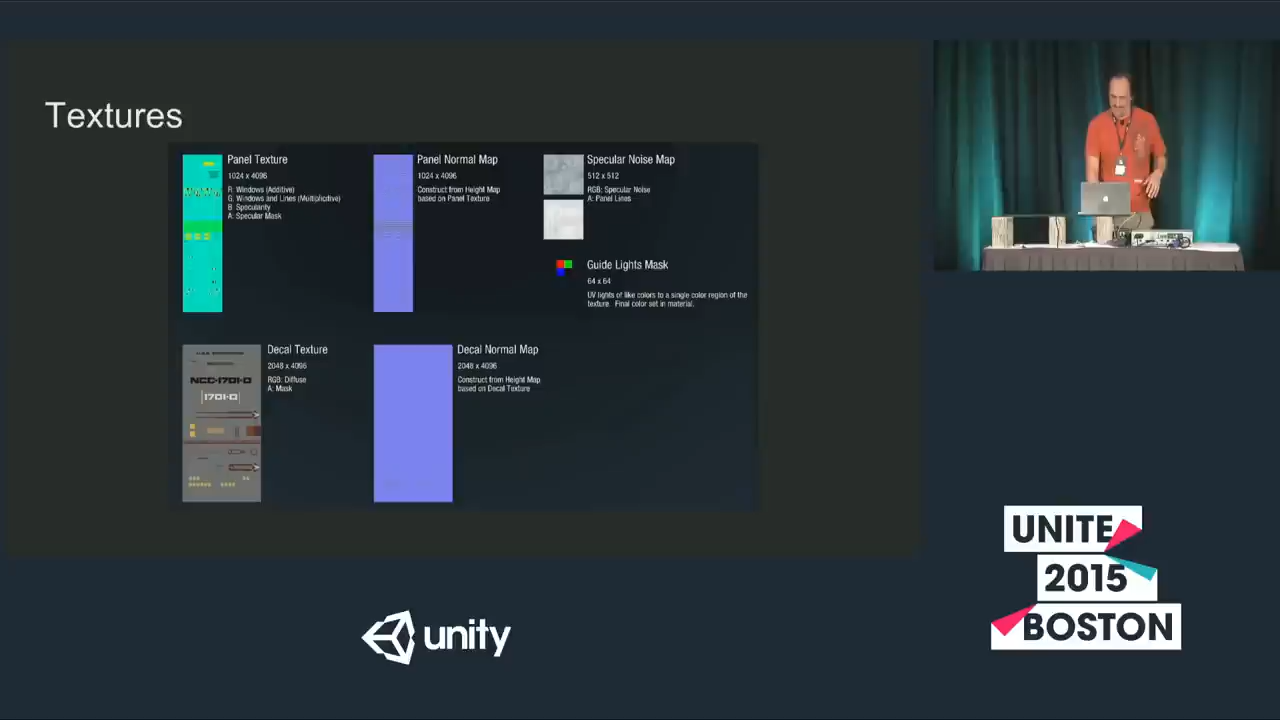 Textures
Panel Texture
1024 x 4096
R: Windows (Additive)
G: Windows and Lines (Multiplicative)
B: Specularity
A: Specular Mask
Panel Normal Map
1024 x 4096
Construct from Height Map
based on Panel Texture
Specular Noise Map
512 x 512
RGB: Specular Noise
A: Panel Lines
Guide Lights Mask
64 x 64
UV lights of like colors to a single color region of the
texture. Final color set in material.
Decal Texture
2048 x 4096
RGB: Diffuse
A: Mask
NCC-1701-D
1701-D
Decal Normal Map
2048 x 4096
Construct from Height Map
based on Decal Texture
unity
UNITE
2015
BOSTON